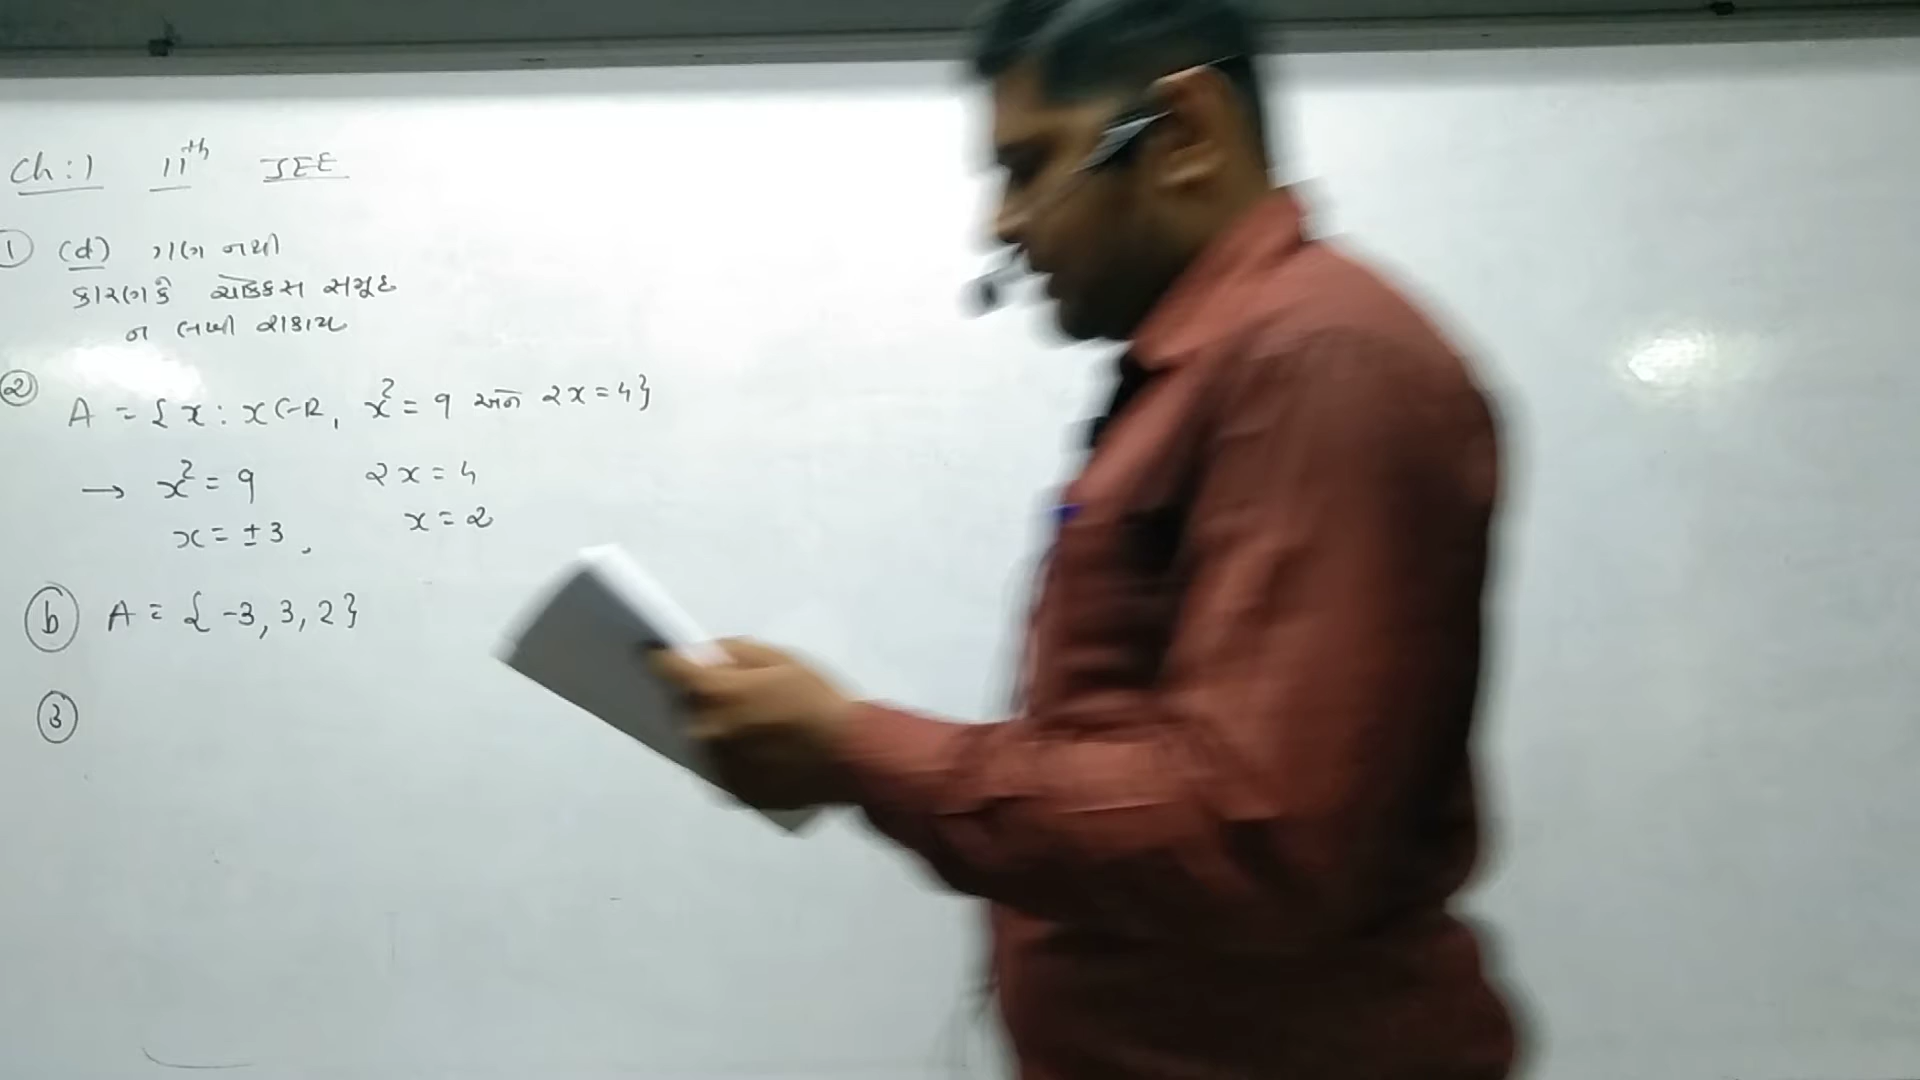 Ch:1 11th JEE
① (d) ગણ નથી
કારણકે ચોક્કસ સમૂહ
ન લખી શકાય
② A = {x : x ∈ R, x² = 9 અને 2x = 4}
→ x² = 9 2x = 4
x = ±3, x = 2
ⓑ A = {-3, 3, 2}
③